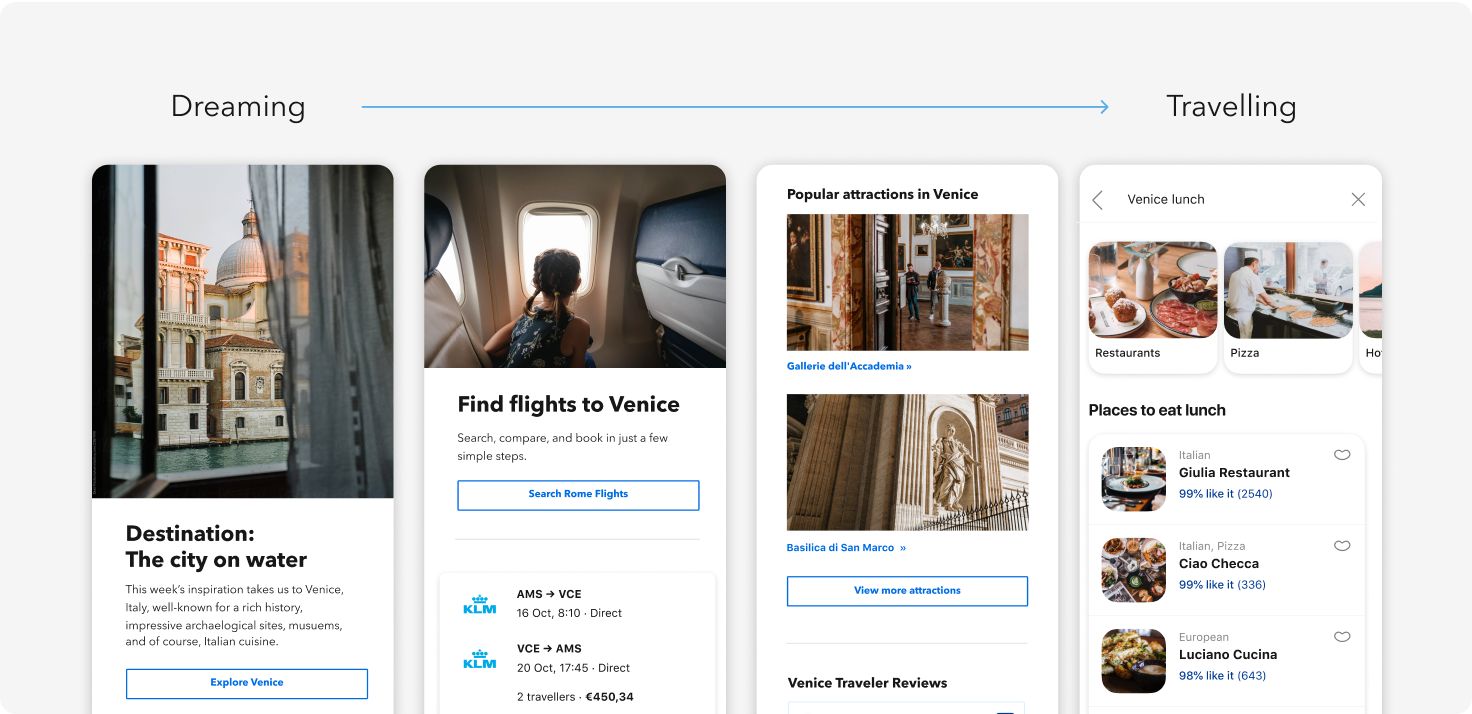 Dreaming
Travelling
Destination:
The city on water
This week's inspiration takes us to Venice,
Italy, well-known for a rich history,
impressive archaelogical sites, musuems,
and of course, Italian cuisine.
Explore Venice
Find flights to Venice
Search, compare, and book in just a few
simple steps.
Search Rome Flights
KLM
AMS → VCE
16 Oct, 8:10 · Direct
KLM
VCE → AMS
20 Oct, 17:45 · Direct
2 travellers · €450,34
Popular attractions in Venice
Gallerie dell'Accademia »
Basilica di San Marco »
View more attractions
Venice Traveler Reviews
Venice lunch
Restaurants
Pizza
Ho
Places to eat lunch
Italian
Giulia Restaurant
99% like it (2540)
Italian, Pizza
Ciao Checca
99% like it (336)
European
Luciano Cucina
98% like it (643)